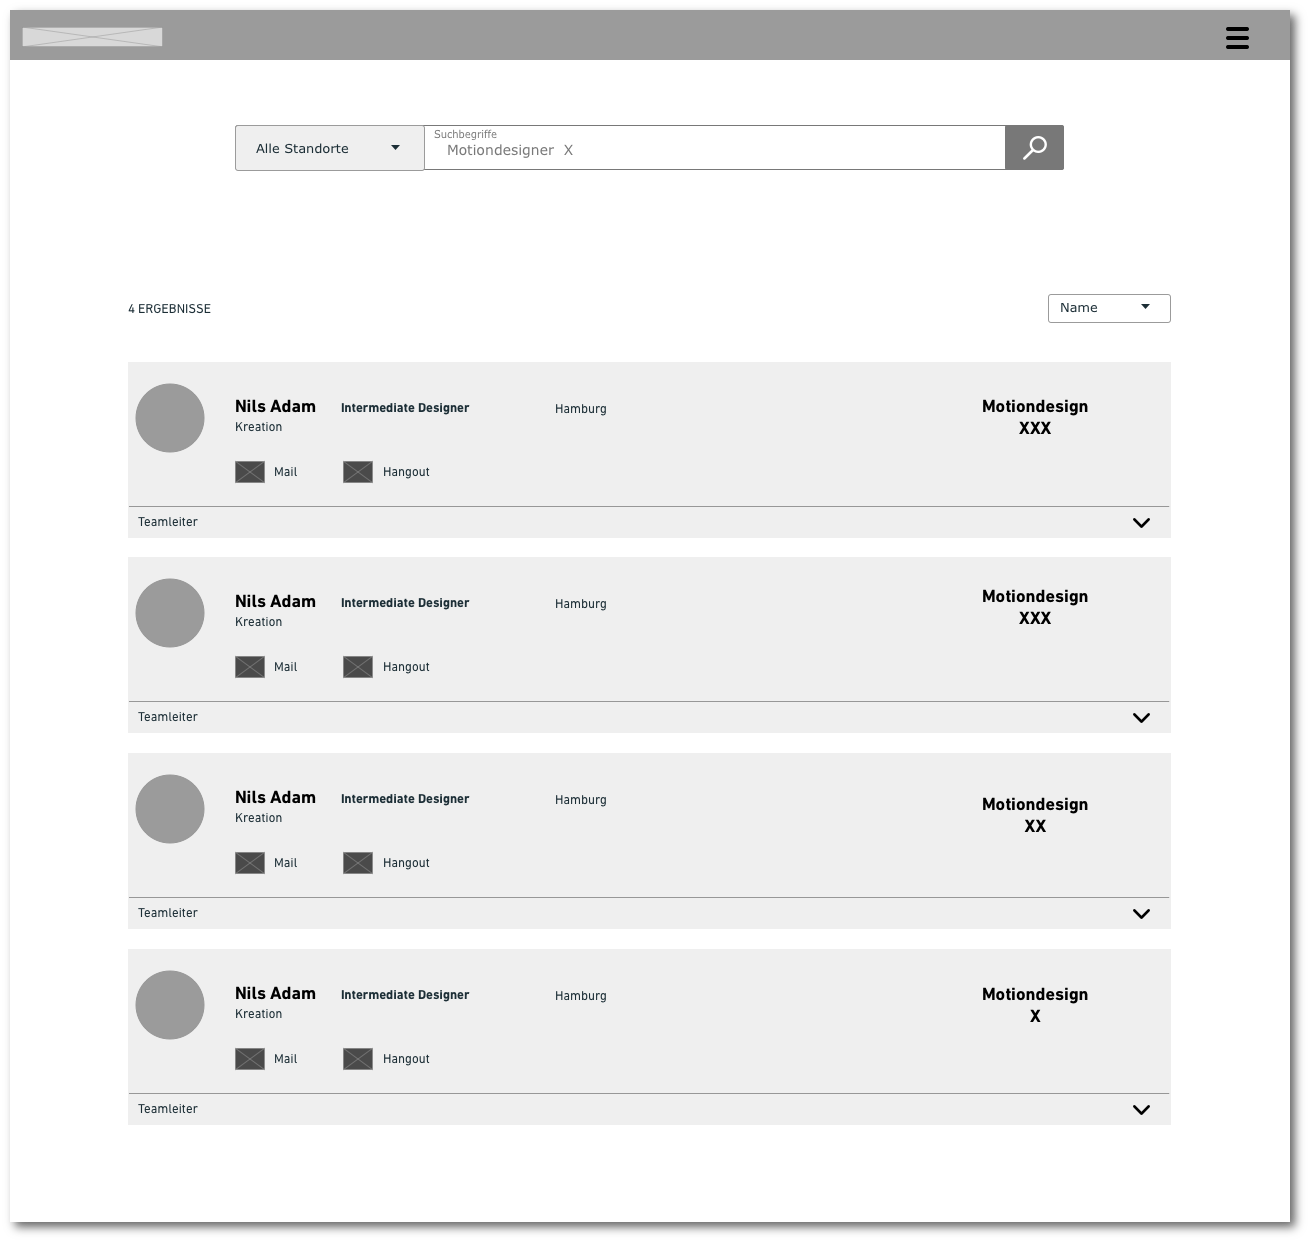 Alle Standorte
Suchbegriffe
Motiondesigner X
4 ERGEBNISSE
Name
Nils Adam Intermediate Designer Hamburg Motiondesign
Kreation XXX
Mail Hangout
Teamleiter
Nils Adam Intermediate Designer Hamburg Motiondesign
Kreation XXX
Mail Hangout
Teamleiter
Nils Adam Intermediate Designer Hamburg Motiondesign
Kreation XX
Mail Hangout
Teamleiter
Nils Adam Intermediate Designer Hamburg Motiondesign
Kreation X
Mail Hangout
Teamleiter